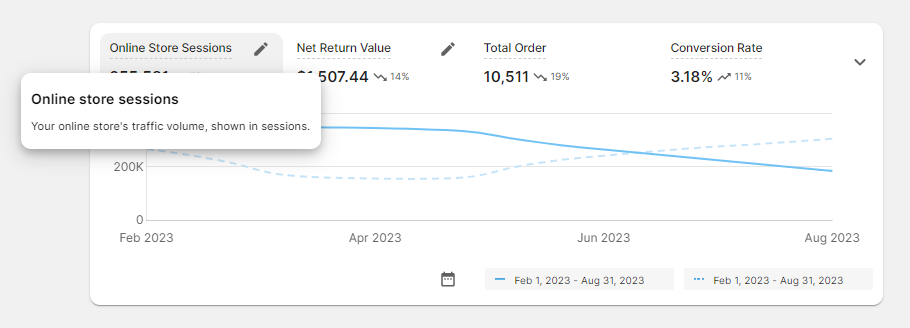 Online Store Sessions
Net Return Value
Total Order
Conversion Rate
507.44 14%
10,511 19%
3.18% 11%
Online store sessions
Your online store's traffic volume, shown in sessions.
200K
0
Feb 2023
Apr 2023
Jun 2023
Aug 2023
Feb 1, 2023 - Aug 31, 2023
Feb 1, 2023 - Aug 31, 2023